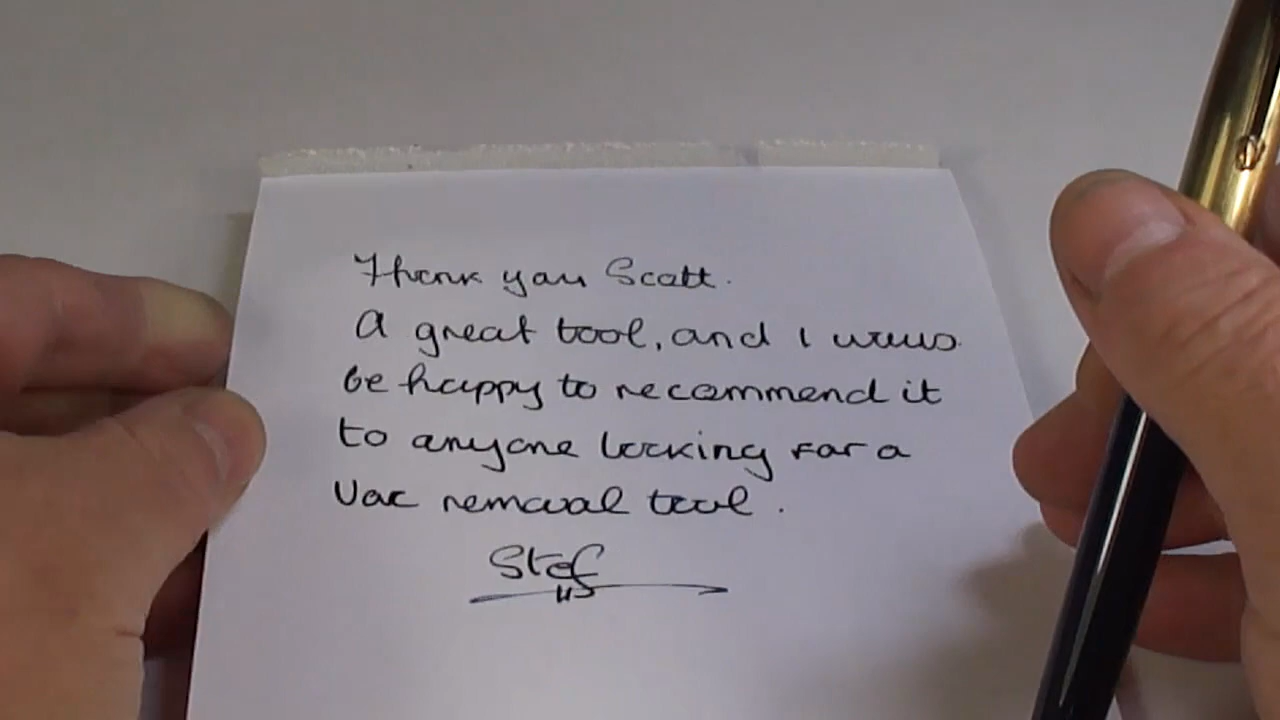 Thank you Scott.
A great tool, and I would
be happy to recommend it
to anyone looking for a
Vac removal tool.
Stef